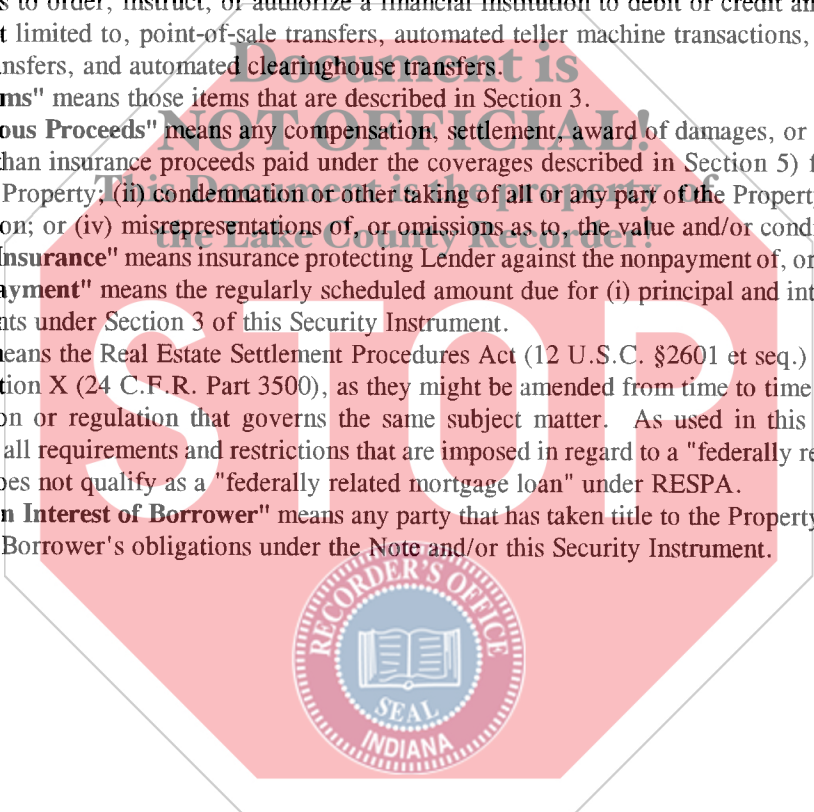 s to order, instruct, or authorize a financial institution to debit or credit an
t limited to, point-of-sale transfers, automated teller machine transactions,
nsfers, and automated clearinghouse transfers.
Document is
ms" means those items that are described in Section 3.
NOT OFFICIAL!
ous Proceeds" means any compensation, settlement, award of damages, or
than insurance proceeds paid under the coverages described in Section 5) f
This Document is the property of
Property; (ii) condemnation or other taking of all or any part of the Property
the Lake County Recorder!
on; or (iv) misrepresentations of, or omissions as to, the value and/or cond
Insurance" means insurance protecting Lender against the nonpayment of, or
ayment" means the regularly scheduled amount due for (i) principal and int
nts under Section 3 of this Security Instrument.
STOP
eans the Real Estate Settlement Procedures Act (12 U.S.C. §2601 et seq.)
tion X (24 C.F.R. Part 3500), as they might be amended from time to time
on or regulation that governs the same subject matter. As used in this
all requirements and restrictions that are imposed in regard to a "federally re
oes not qualify as a "federally related mortgage loan" under RESPA.
n Interest of Borrower" means any party that has taken title to the Property
Borrower's obligations under the Note and/or this Security Instrument.
RECORDER'S OFFICE
SEAL
INDIANA